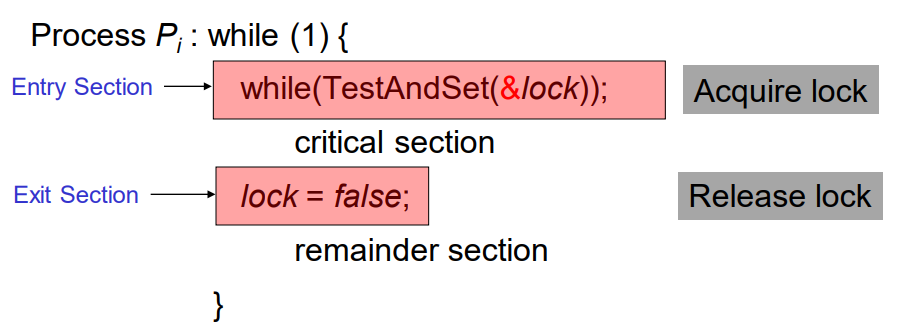 Process Pi : while (1) {
Entry Section while(TestAndSet(&lock)); Acquire lock
critical section
Exit Section lock = false; Release lock
remainder section
}